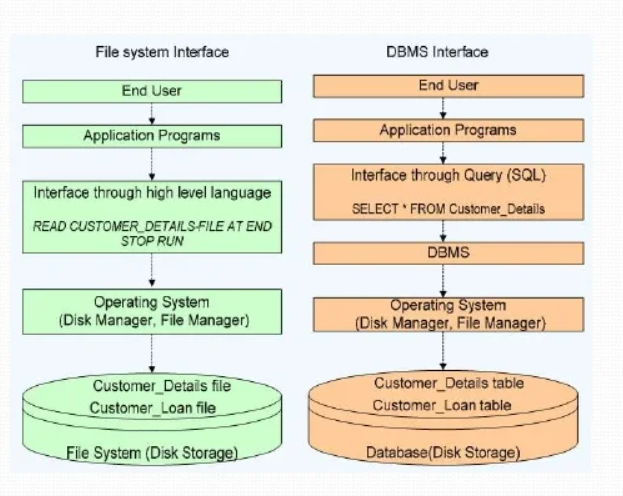 File system Interface
End User
Application Programs
Interface through high level language
READ CUSTOMER_DETAILS-FILE AT END
STOP RUN
Operating System
(Disk Manager, File Manager)
Customer_Details file
Customer_Loan file
File System (Disk Storage)
DBMS Interface
End User
Application Programs
Interface through Query (SQL)
SELECT * FROM Customer_Details
DBMS
Operating System
(Disk Manager, File Manager)
Customer_Details table
Customer_Loan table
Database(Disk Storage)